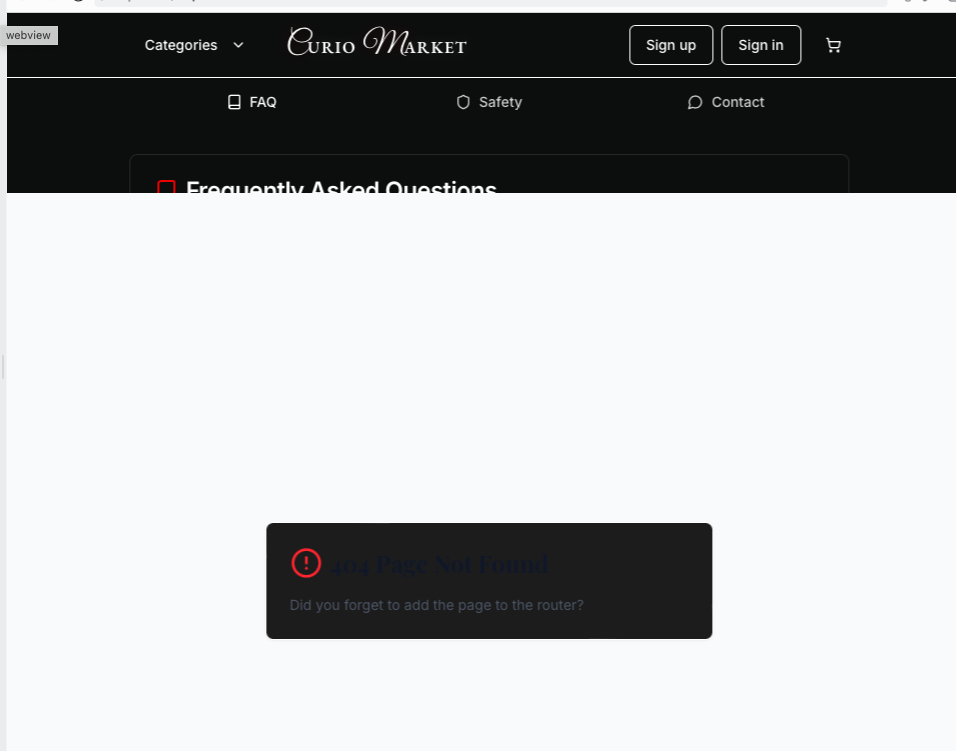 webview
Categories
Curio Market
Sign up
Sign in
FAQ
Safety
Contact
Frequently Asked Questions
404 Page Not Found
Did you forget to add the page to the router?